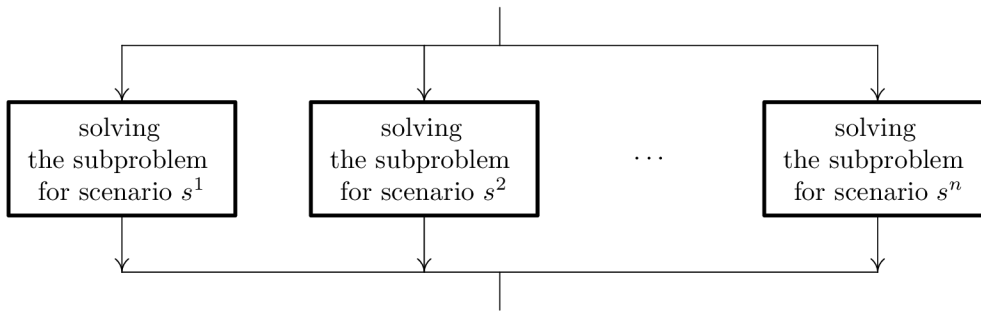 solving
the subproblem
for scenario s¹
solving
the subproblem
for scenario s²
⋯
solving
the subproblem
for scenario sⁿ